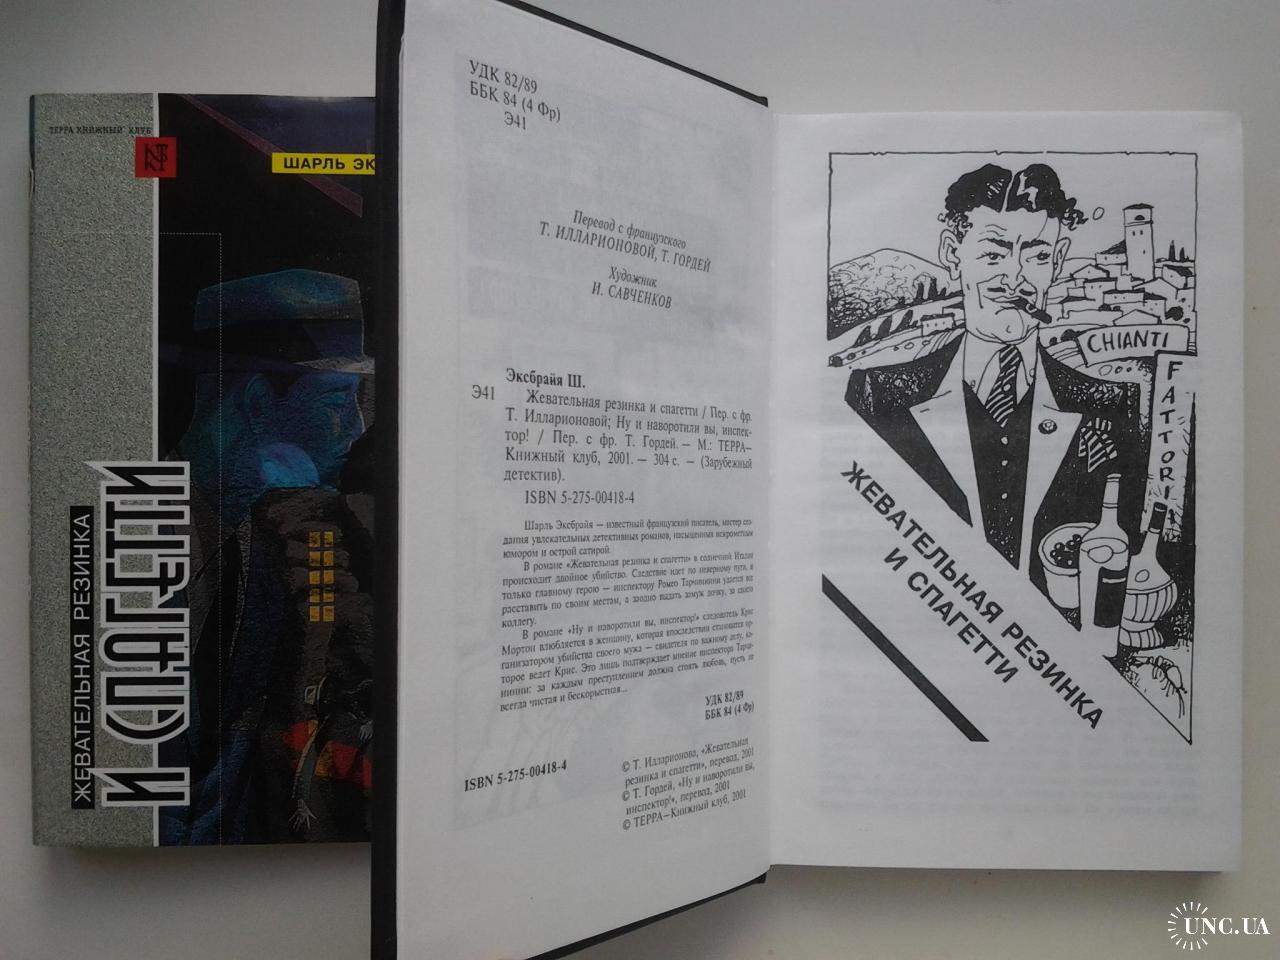 ТЕРРА КНИЖНЫЙ КЛУБ
ШАРЛЬ ЭК
ЖЕВАТЕЛЬНАЯ РЕЗИНКА
И СПАГЕТТИ
УДК 82/89
ББК 84 (4 Фр)
Э41
Перевод с французского
Т. ИЛЛАРИОНОВОЙ, Т. ГОРДЕЙ
Художник
И. САВЧЕНКОВ
Эксбрайя Ш.
Э41 Жевательная резинка и спагетти / Пер. с фр.
Т. Илларионовой; Ну и наворотили вы, инспек-
тор! / Пер. с фр. Т. Гордей. – М.: ТЕРРА–
Книжный клуб, 2001. – 304 с. – (Зарубежный
детектив).
ISBN 5-275-00418-4
Шарль Эксбрайя – известный французский писатель, мастер соз-
дания увлекательных детективных романов, насыщенных искрометным
юмором и острой сатирой.
В романе «Жевательная резинка и спагетти» в солнечной Италии
происходит двойное убийство. Следствие идет по неверному пути, и
только главному герою – инспектору Ромео Тарчинини удается все
расставить по своим местам, а заодно выдать замуж дочку, за своего
коллегу.
В романе «Ну и наворотили вы, инспектор!» следователь Крис
Мортон влюбляется в женщину, которая впоследствии становится ор-
ганизатором убийства своего мужа – свидетеля по важному делу, ко-
торое ведет Крис. Это лишь подтверждает мнение инспектора Тарчи-
нини: за каждым преступлением должна стоять любовь, пусть не
всегда чистая и бескорыстная...
УДК 82/89
ББК 84 (4 Фр)
ISBN 5-275-00418-4
© Т. Илларионова, «Жевательная
резинка и спагетти», перевод, 2001
© Т. Гордей, «Ну и наворотили вы,
инспектор!», перевод, 2001
© ТЕРРА–Книжный клуб, 2001
CHIANTI
FATTORIA
ЖЕВАТЕЛЬНАЯ РЕЗИНКА
И СПАГЕТТИ
UNC.UA